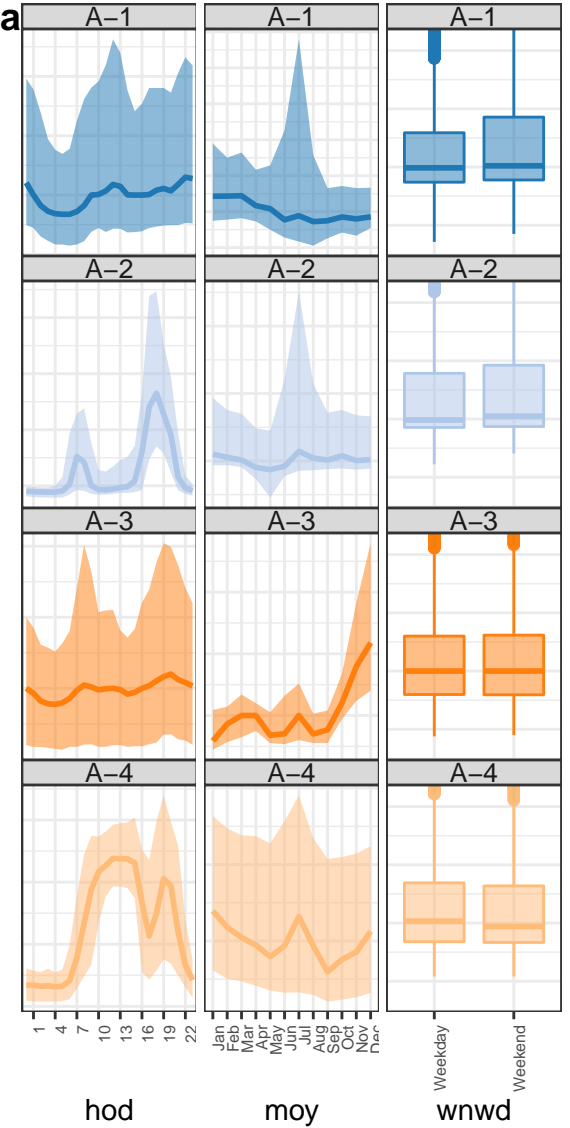 a
A−1 A−1 A−1
A−2 A−2 A−2
A−3 A−3 A−3
A−4 A−4 A−4
1 4 7 10 13 16 19 22 Jan Feb Mar Apr May Jun Jul Aug Sep Oct Nov Dec Weekday Weekend
hod moy wnwd